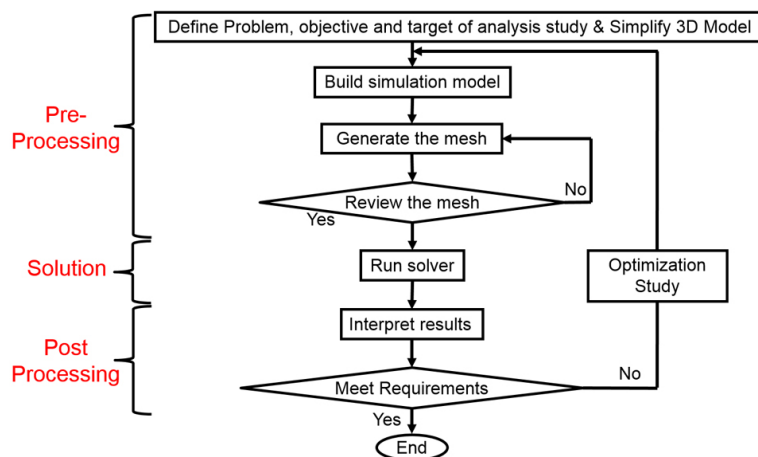 Define Problem, objective and target of analysis study & Simplify 3D Model
Build simulation model
Pre-
Processing
Generate the mesh
No
Review the mesh
Yes
Solution
Run solver
Optimization
Study
Interpret results
Post
Processing
No
Meet Requirements
Yes
End